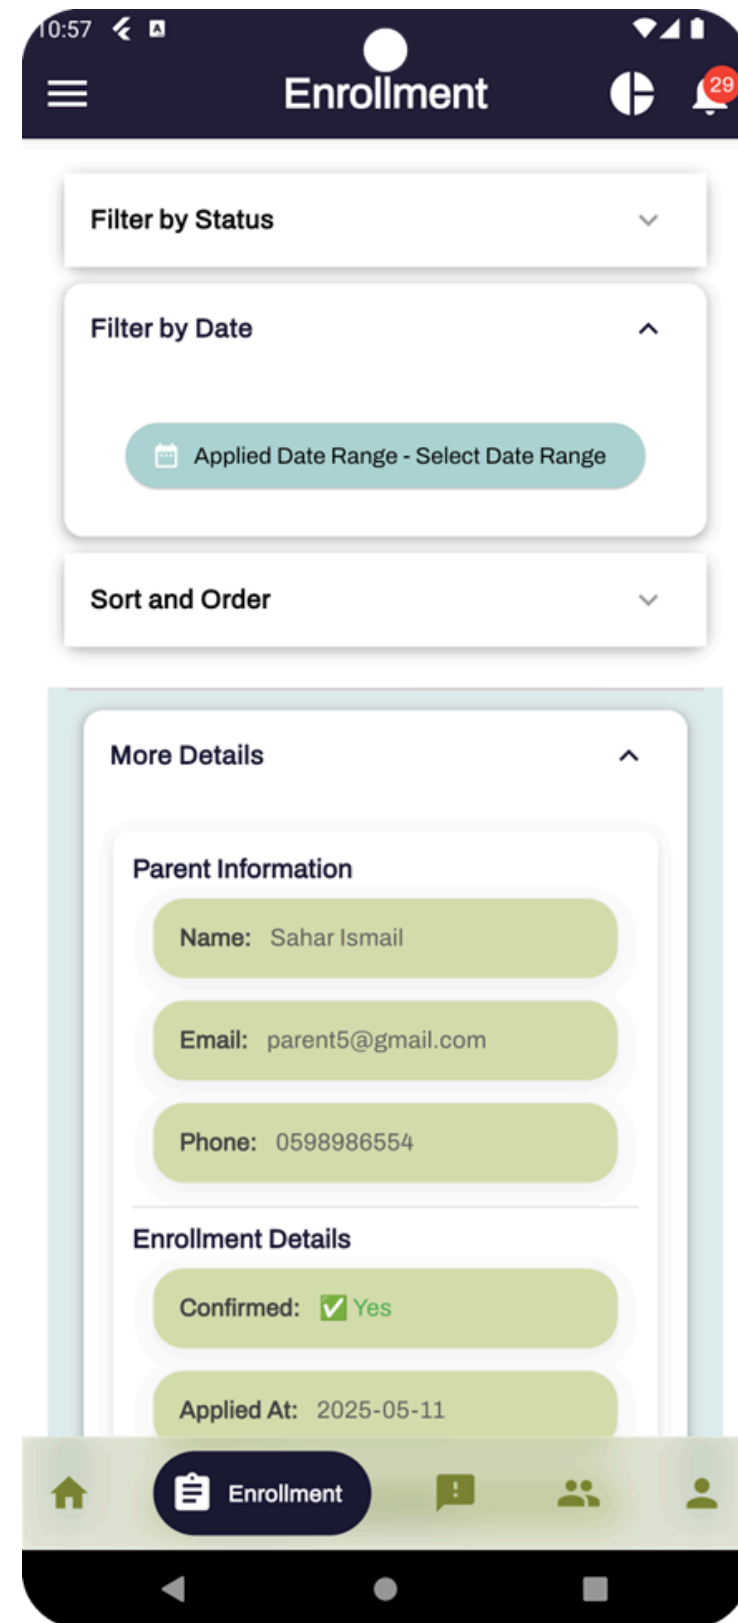 10:57
Enrollment
29
Filter by Status
Filter by Date
Applied Date Range - Select Date Range
Sort and Order
More Details
Parent Information
Name: Sahar Ismail
Email: parent5@gmail.com
Phone: 0598986554
Enrollment Details
Confirmed: ✅ Yes
Applied At: 2025-05-11
Enrollment